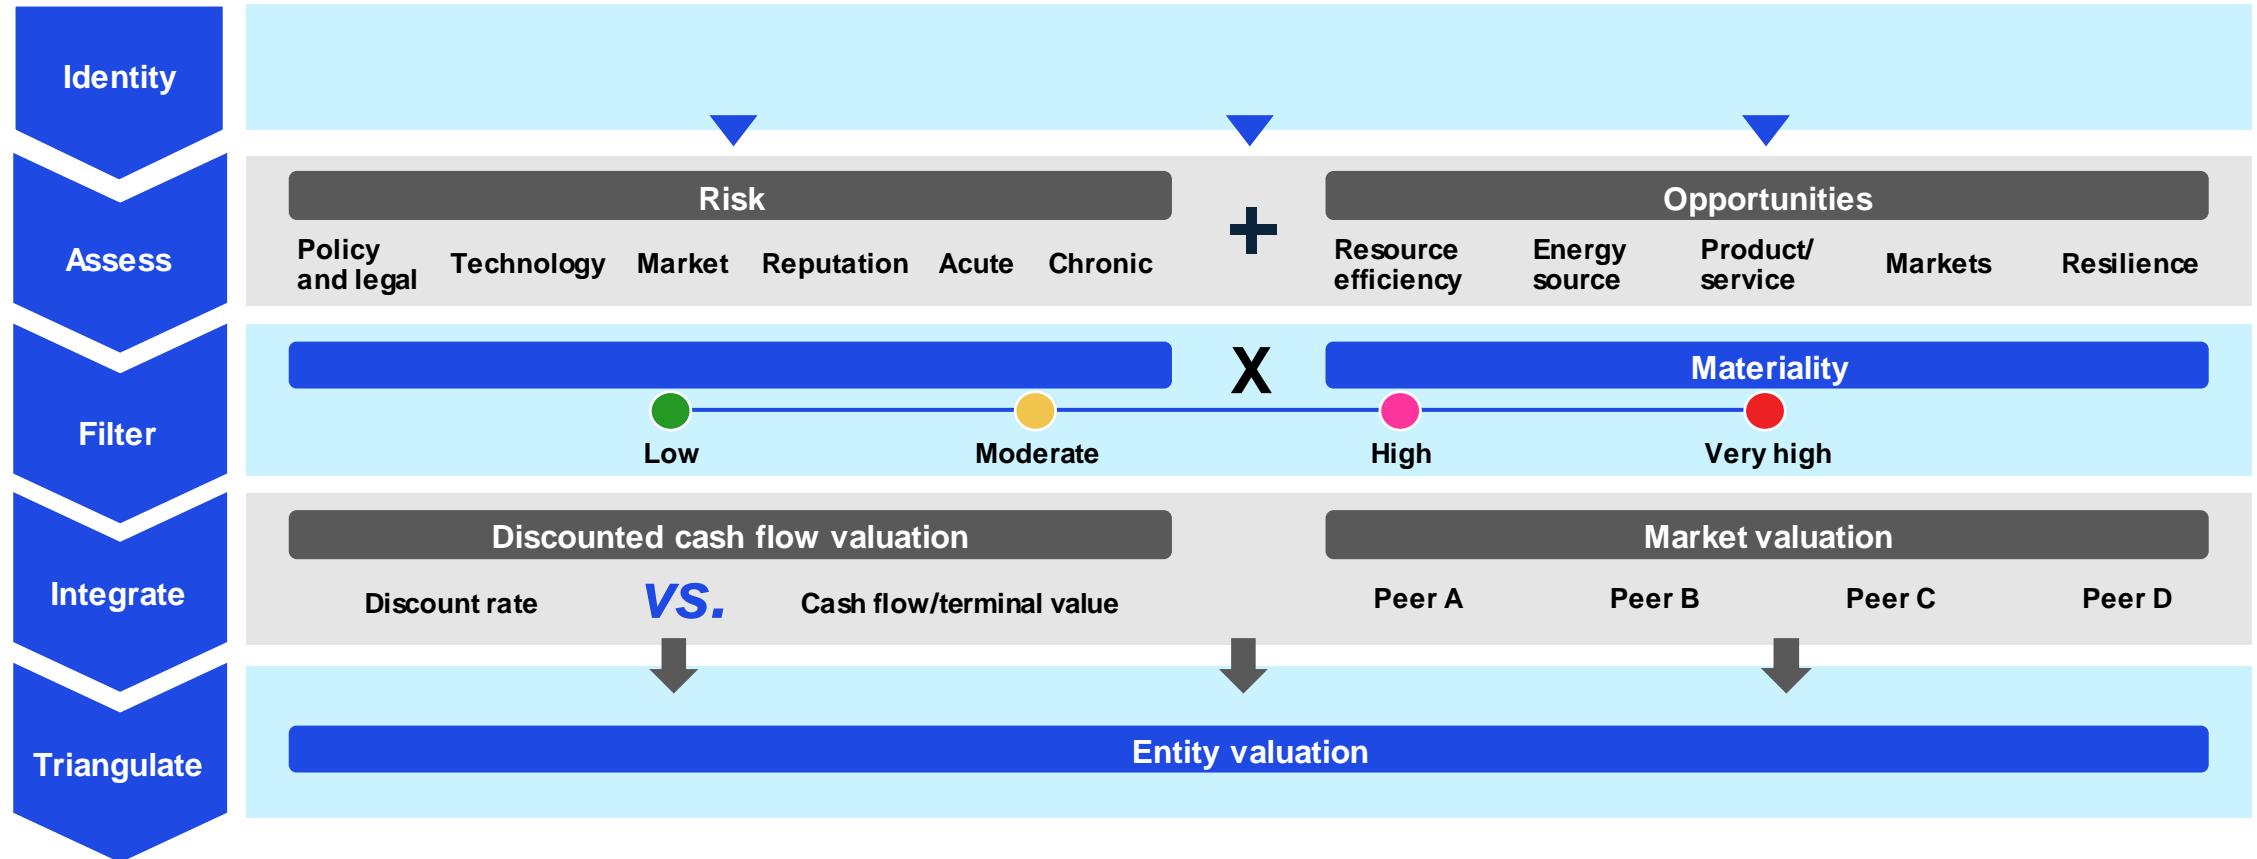 Identity
Assess
Risk
Policy
and legal
Technology
Market
Reputation
Acute
Chronic
+
Opportunities
Resource
efficiency
Energy
source
Product/
service
Markets
Resilience
Filter
X
Materiality
Low
Moderate
High
Very high
Integrate
Discounted cash flow valuation
Discount rate
vs.
Cash flow/terminal value
Market valuation
Peer A
Peer B
Peer C
Peer D
Triangulate
Entity valuation